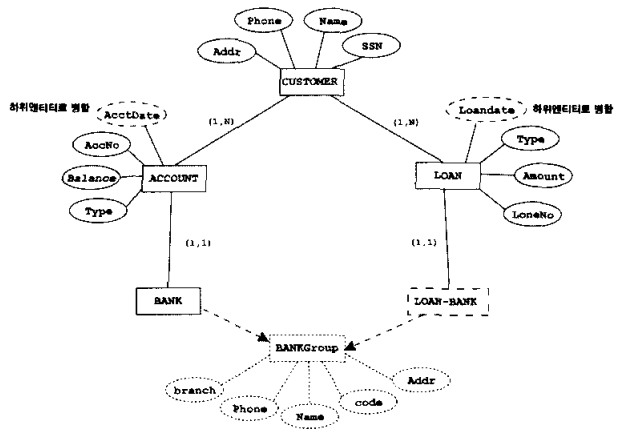 Phone
Name
Addr
SSN
CUSTOMER
하위엔티티로 병합
AcctDate
(1,N)
(1,N)
Loandate
하위엔티티로 병합
AccNo
Type
Balance
ACCOUNT
LOAN
Amount
Type
LoneNo
(1,1)
(1,1)
BANK
LOAN-BANK
BANKGroup
branch
Phone
Name
code
Addr